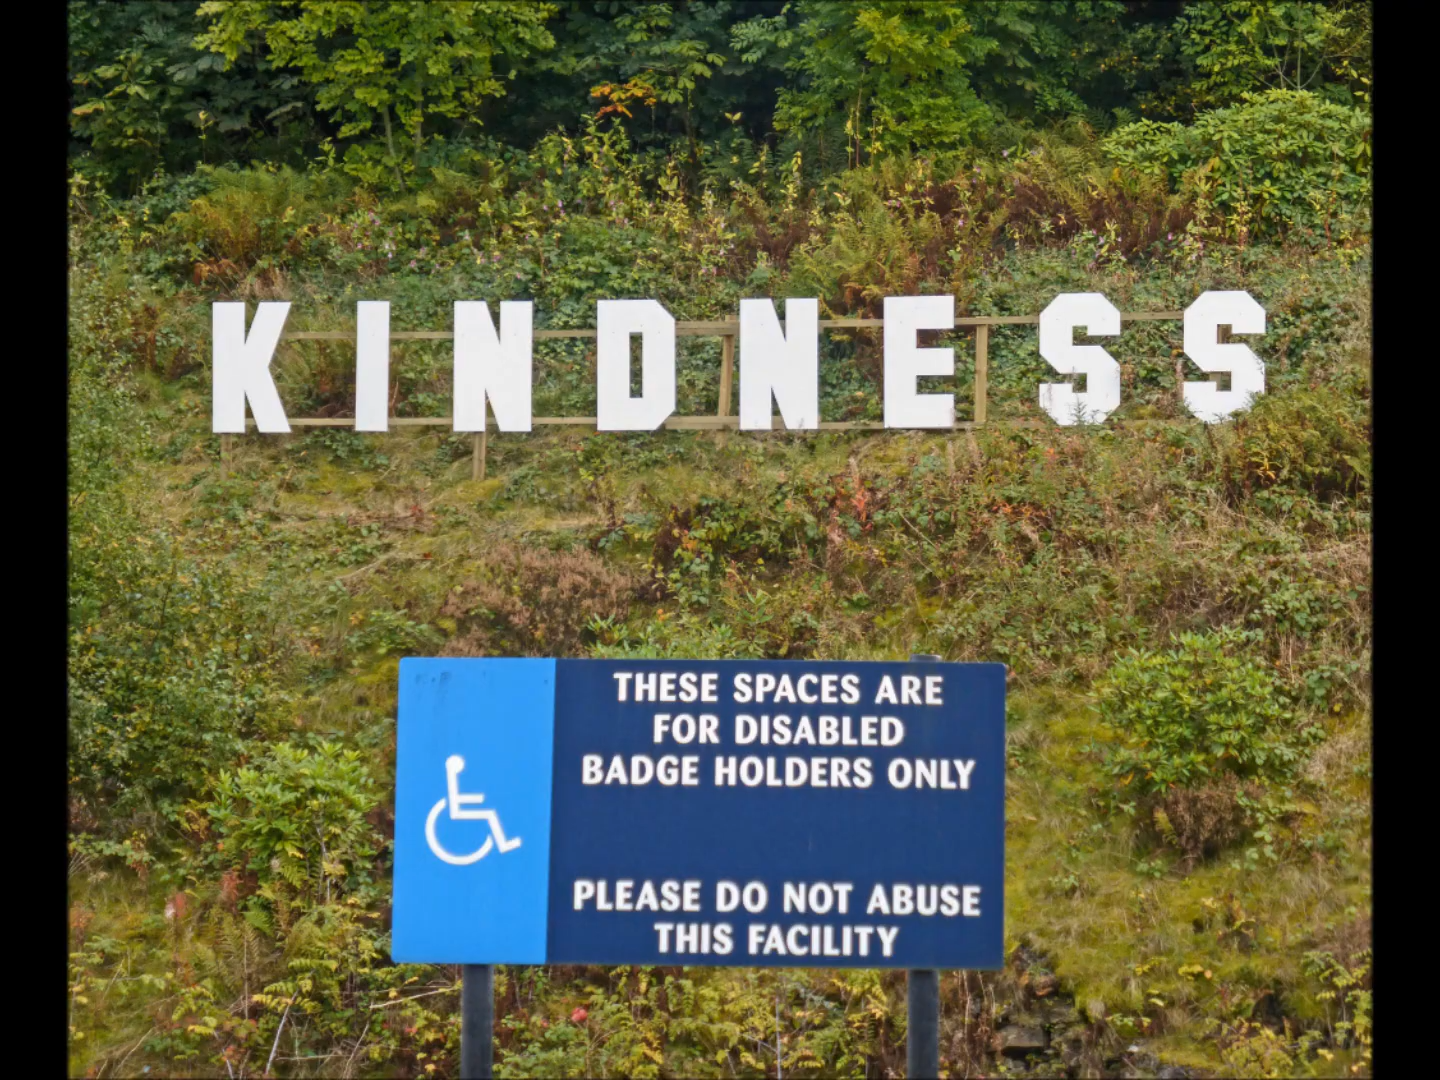 KINDNESS
THESE SPACES ARE
FOR DISABLED
BADGE HOLDERS ONLY
PLEASE DO NOT ABUSE
THIS FACILITY